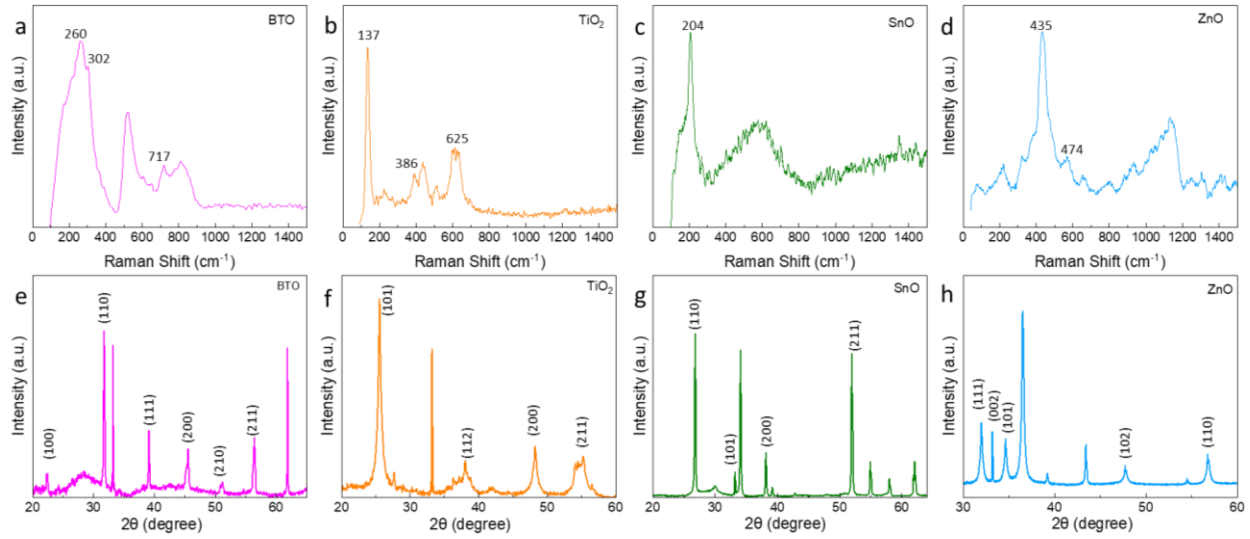 a
BTO
260
302
717
Intensity (a.u.)
0 200 400 600 800 1000 1200 1400
Raman Shift (cm⁻¹)
b
TiO₂
137
386
625
Intensity (a.u.)
0 200 400 600 800 1000 1200 1400
Raman Shift (cm⁻¹)
c
SnO
204
Intensity (a.u.)
0 200 400 600 800 1000 1200 1400
Raman Shift (cm⁻¹)
d
ZnO
435
474
Intensity (a.u.)
0 200 400 600 800 1000 1200 1400
Raman Shift (cm⁻¹)
e
BTO
(100)
(110)
(111)
(200)
(210)
(211)
Intensity (a.u.)
20 30 40 50 60
2θ (degree)
f
TiO₂
(101)
(112)
(200)
(211)
Intensity (a.u.)
20 30 40 50 60
2θ (degree)
g
SnO
(110)
(101)
(200)
(211)
Intensity (a.u.)
20 30 40 50 60
2θ (degree)
h
ZnO
(111)
(002)
(101)
(102)
(110)
Intensity (a.u.)
30 40 50 60
2θ (degree)